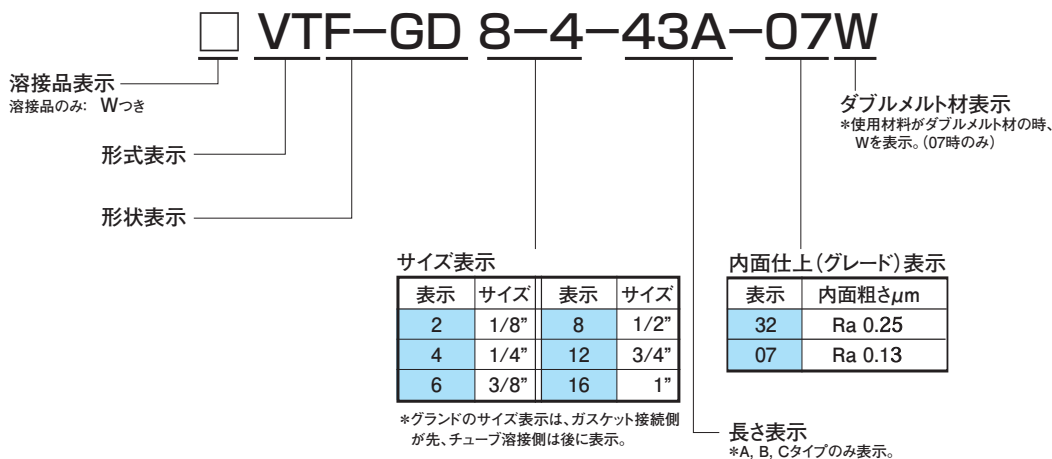 □ VTF−GD 8−4−43A−07W
溶接品表示
溶接品のみ: Wつき
形式表示
形状表示
ダブルメルト材表示
*使用材料がダブルメルト材の時、
Wを表示。(07時のみ)
サイズ表示
表示 サイズ 表示 サイズ
2 1/8” 8 1/2”
4 1/4” 12 3/4”
6 3/8” 16 1”
*グランドのサイズ表示は、ガスケット接続側
が先、チューブ溶接側は後に表示。
内面仕上(グレード)表示
表示 内面粗さμm
32 Ra 0.25
07 Ra 0.13
長さ表示
*A, B, Cタイプのみ表示。